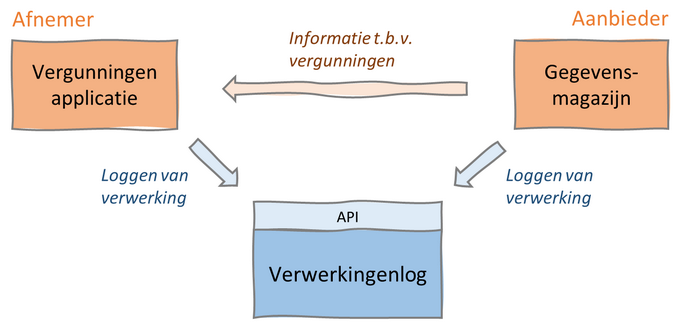 Afnemer
Aanbieder
Informatie t.b.v.
vergunningen
Vergunningen
applicatie
Gegevens-
magazijn
Loggen van
verwerking
Loggen van
verwerking
API
Verwerkingenlog